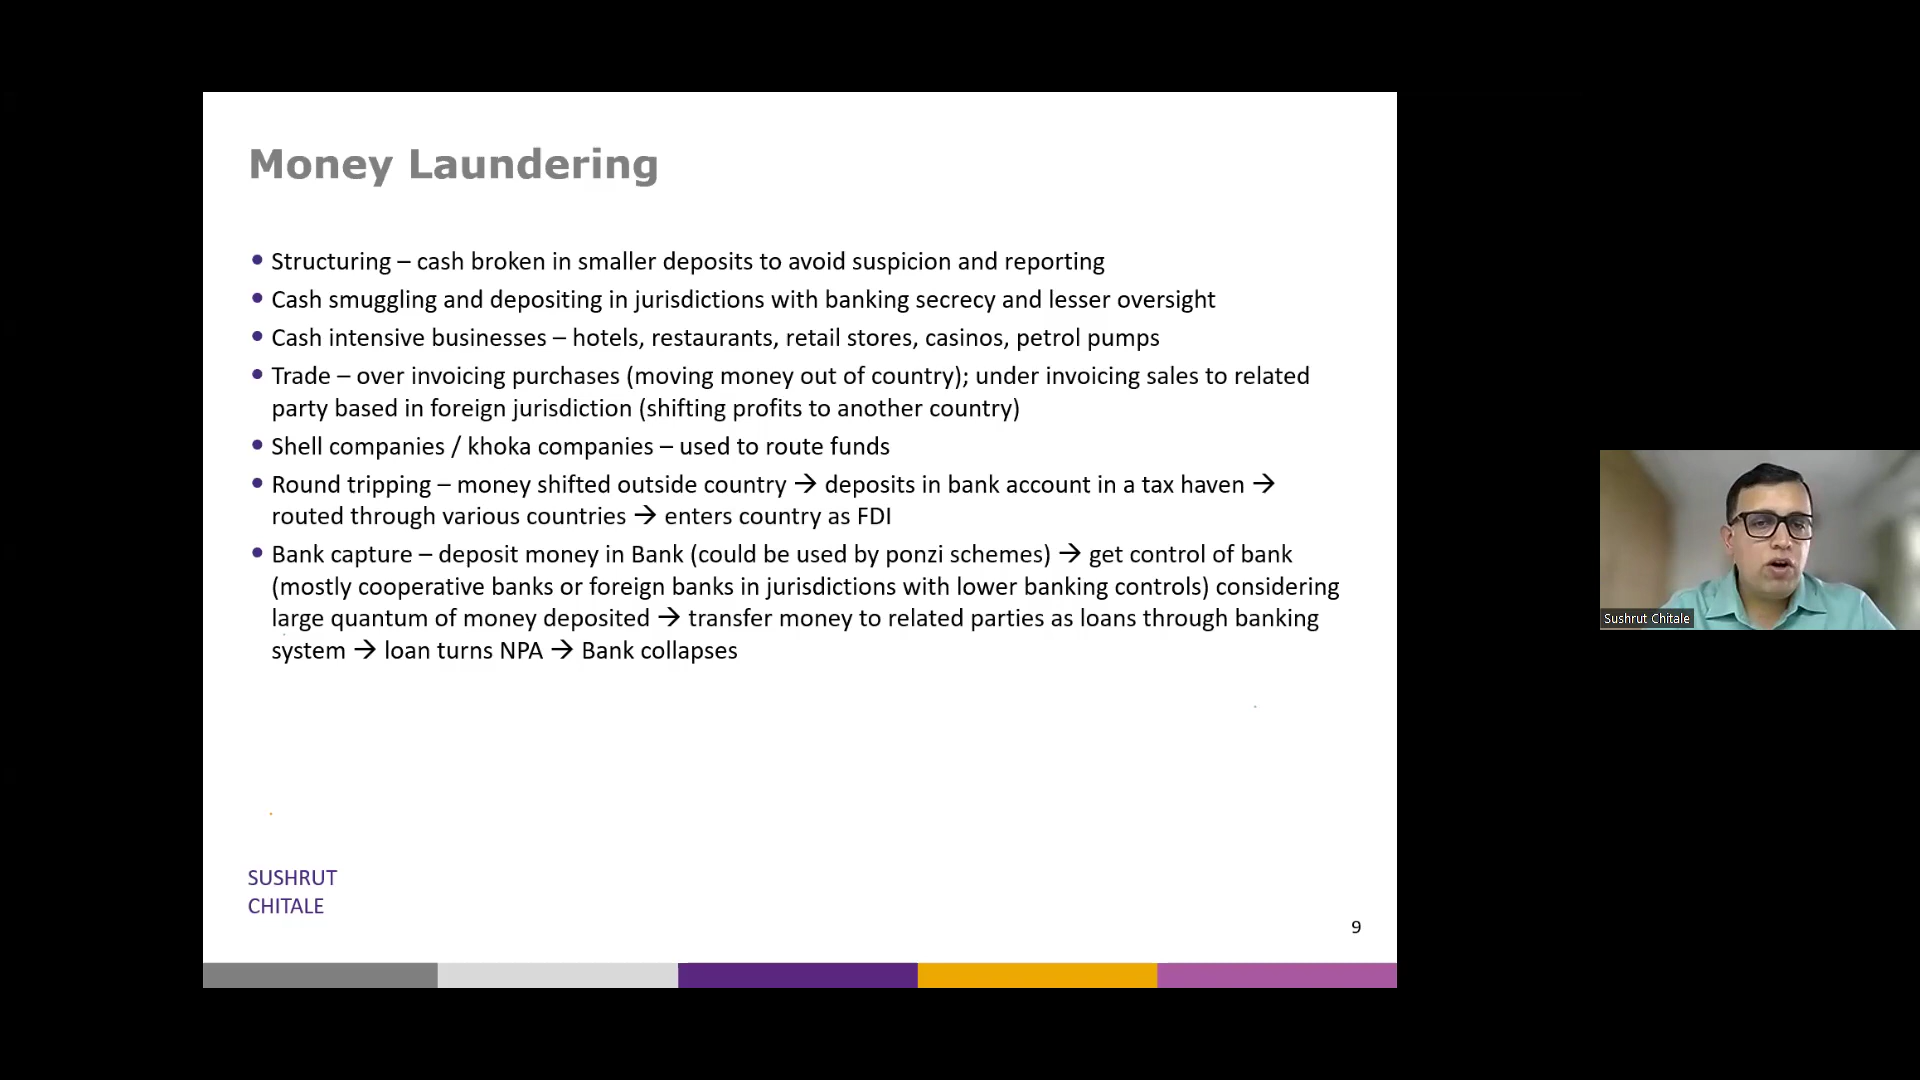 Money Laundering
• Structuring – cash broken in smaller deposits to avoid suspicion and reporting
• Cash smuggling and depositing in jurisdictions with banking secrecy and lesser oversight
• Cash intensive businesses – hotels, restaurants, retail stores, casinos, petrol pumps
• Trade – over invoicing purchases (moving money out of country); under invoicing sales to related
party based in foreign jurisdiction (shifting profits to another country)
• Shell companies / khoka companies – used to route funds
• Round tripping – money shifted outside country → deposits in bank account in a tax haven →
routed through various countries → enters country as FDI
• Bank capture – deposit money in Bank (could be used by ponzi schemes) → get control of bank
(mostly cooperative banks or foreign banks in jurisdictions with lower banking controls) considering
large quantum of money deposited → transfer money to related parties as loans through banking
system → loan turns NPA → Bank collapses
SUSHRUT
CHITALE
9
Sushrut Chitale